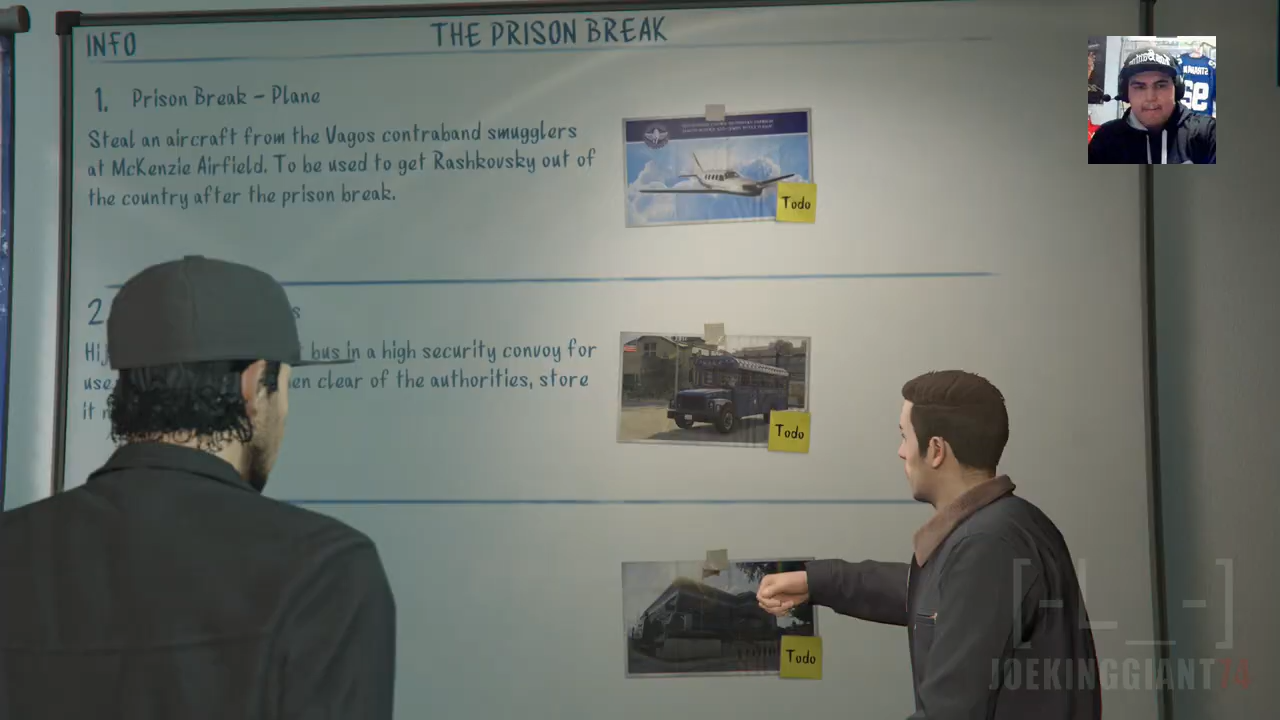 INFO
THE PRISON BREAK
1. Prison Break - Plane
Steal an aircraft from the Vagos contraband smugglers
at McKenzie Airfield. To be used to get Rashkovsky out of
the country after the prison break.
Todo
2
bus in a high security convoy for
clear of the authorities, store
it
Todo
Todo
[-L_ _-]
JOEKINGGIANT74